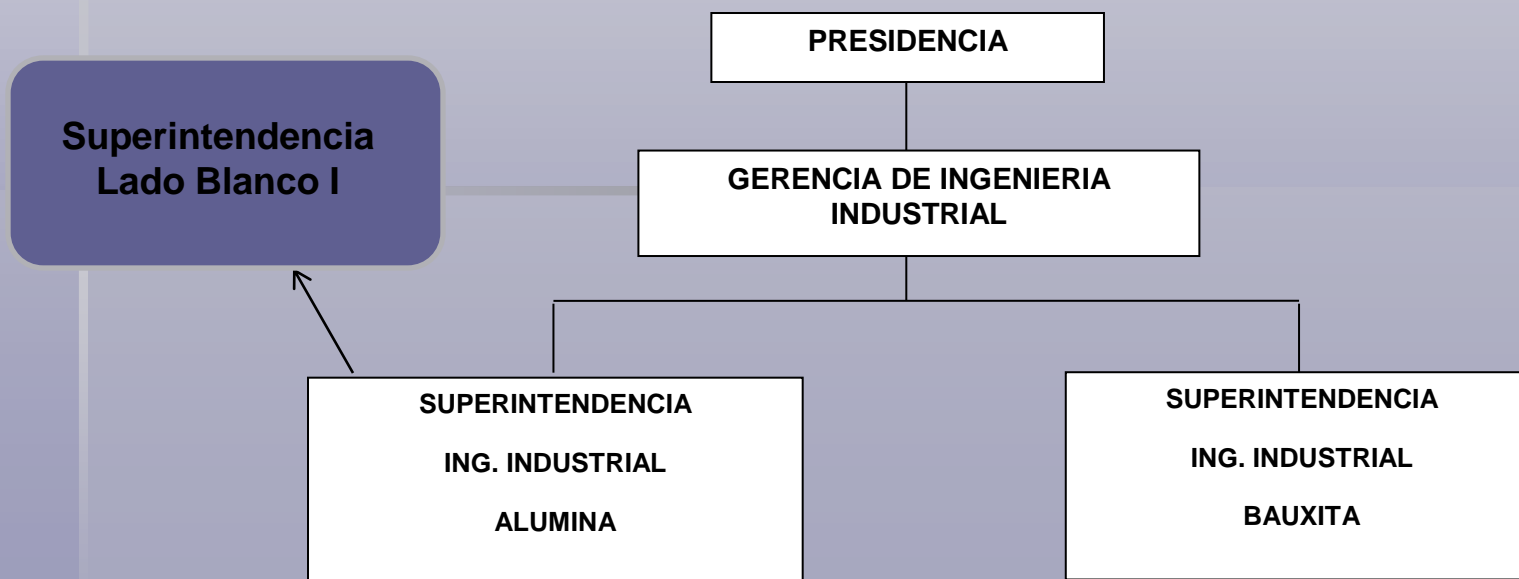 PRESIDENCIA
Superintendencia
Lado Blanco I
GERENCIA DE INGENIERIA
INDUSTRIAL
SUPERINTENDENCIA
ING. INDUSTRIAL
ALUMINA
SUPERINTENDENCIA
ING. INDUSTRIAL
BAUXITA